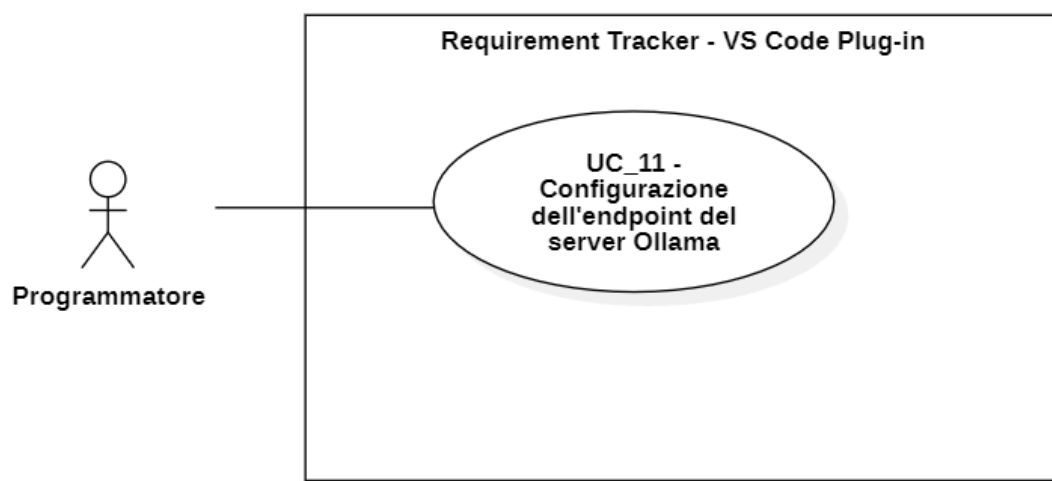 Requirement Tracker - VS Code Plug-in
UC_11 -
Configurazione
dell'endpoint del
server Ollama
Programmatore